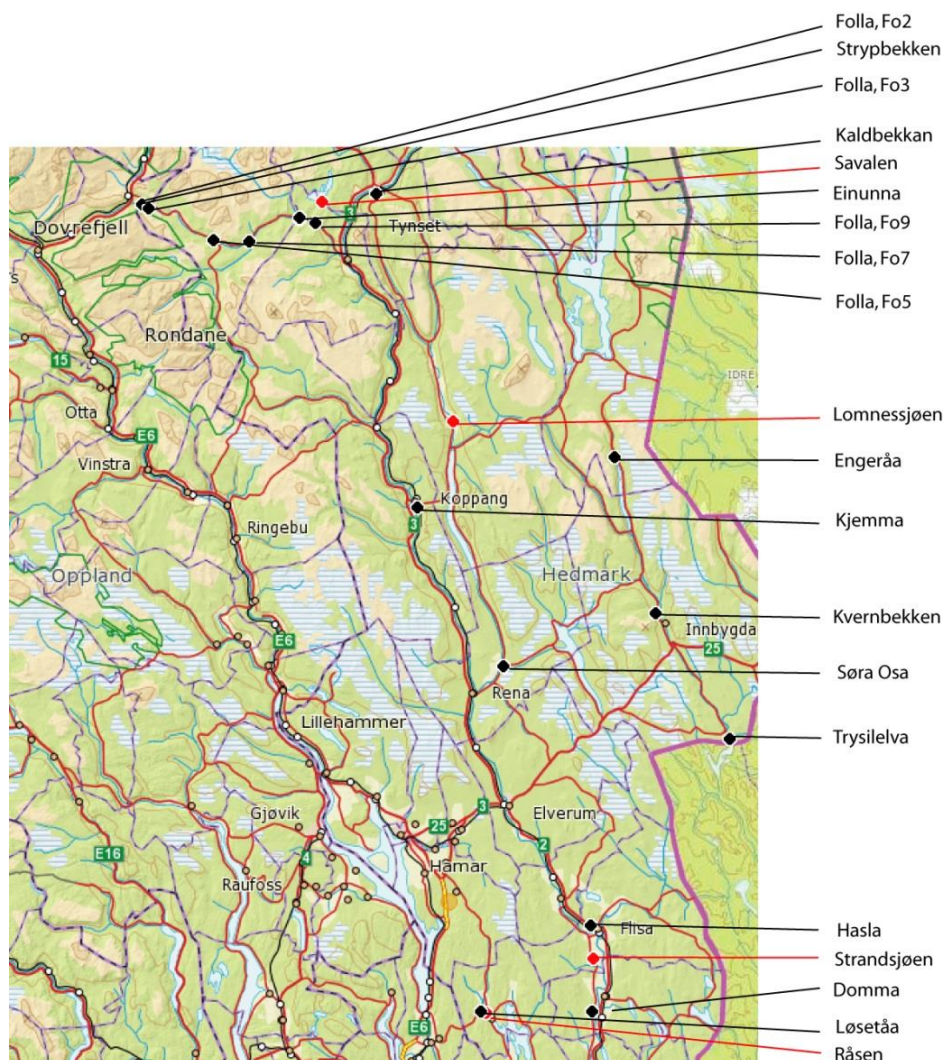 Folla, Fo2
Strypbekken
Folla, Fo3
Kaldbekkan
Savalen
Einunna
Folla, Fo9
Folla, Fo7
Folla, Fo5
Lomnessjøen
Engeråa
Kjemma
Kvernbekken
Søra Osa
Trysilelva
Hasla
Strandsjøen
Domma
Løsetåa
Råsen
Dovrefjell
3
Tynset
s
Rondane
15
IDRE
Otta
E6
Vinstra
Koppang
3
Ringebu
Oppland
Hedmark
E6
Innbygda
25
Rena
Lillehammer
Gjøvik
3
Elverum
25
2
E16
4
Hamar
Raufoss
Flisa
E6